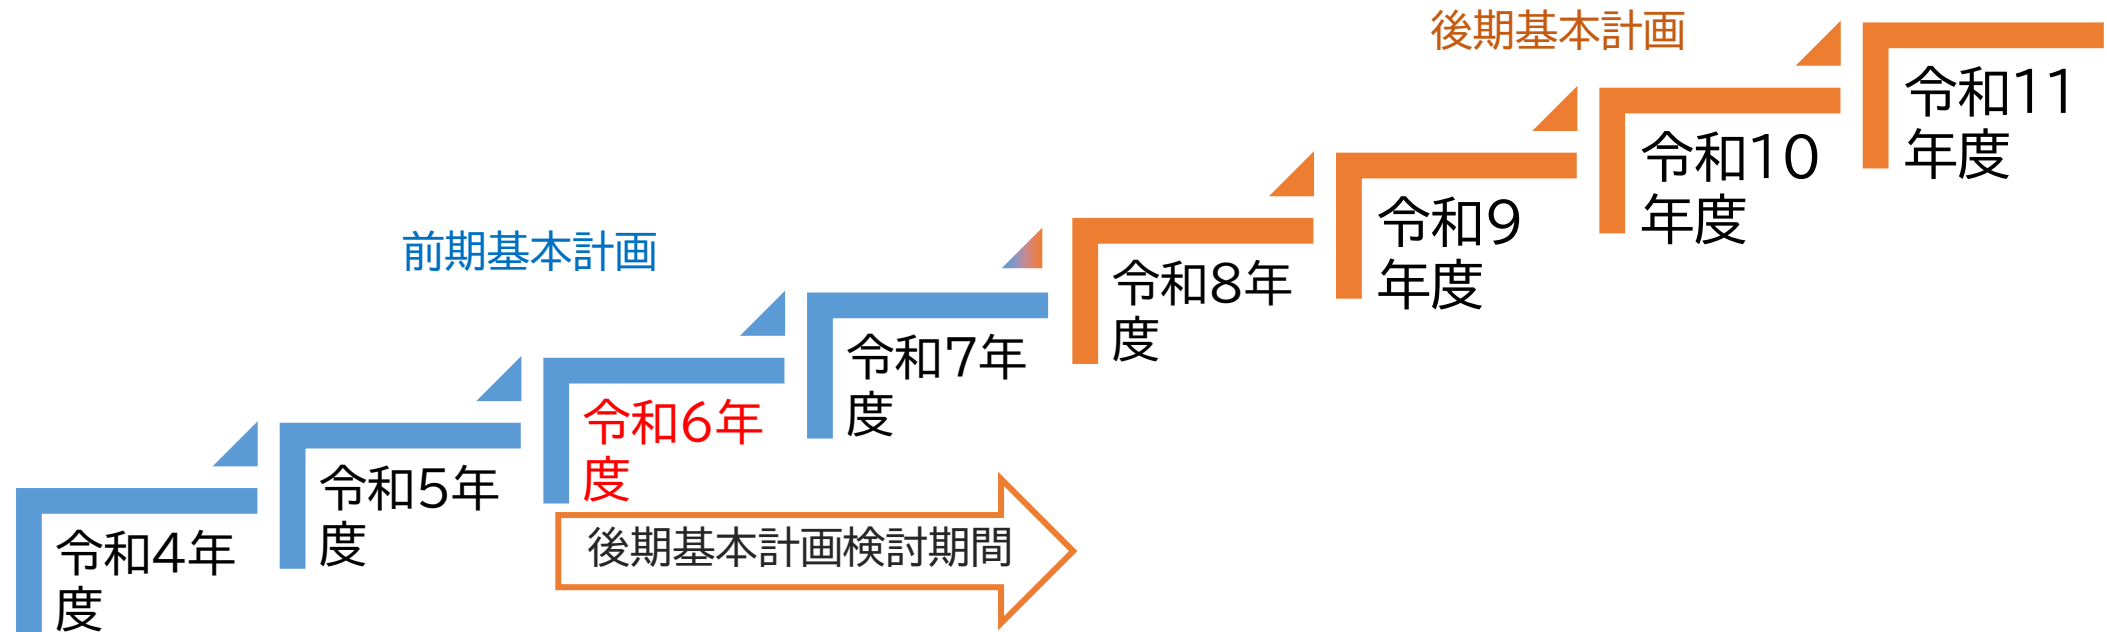 後期基本計画
令和11
年度
令和10
年度
令和9
年度
前期基本計画
令和8年
度
令和7年
度
令和6年
度
令和5年
度
令和4年
度
後期基本計画検討期間